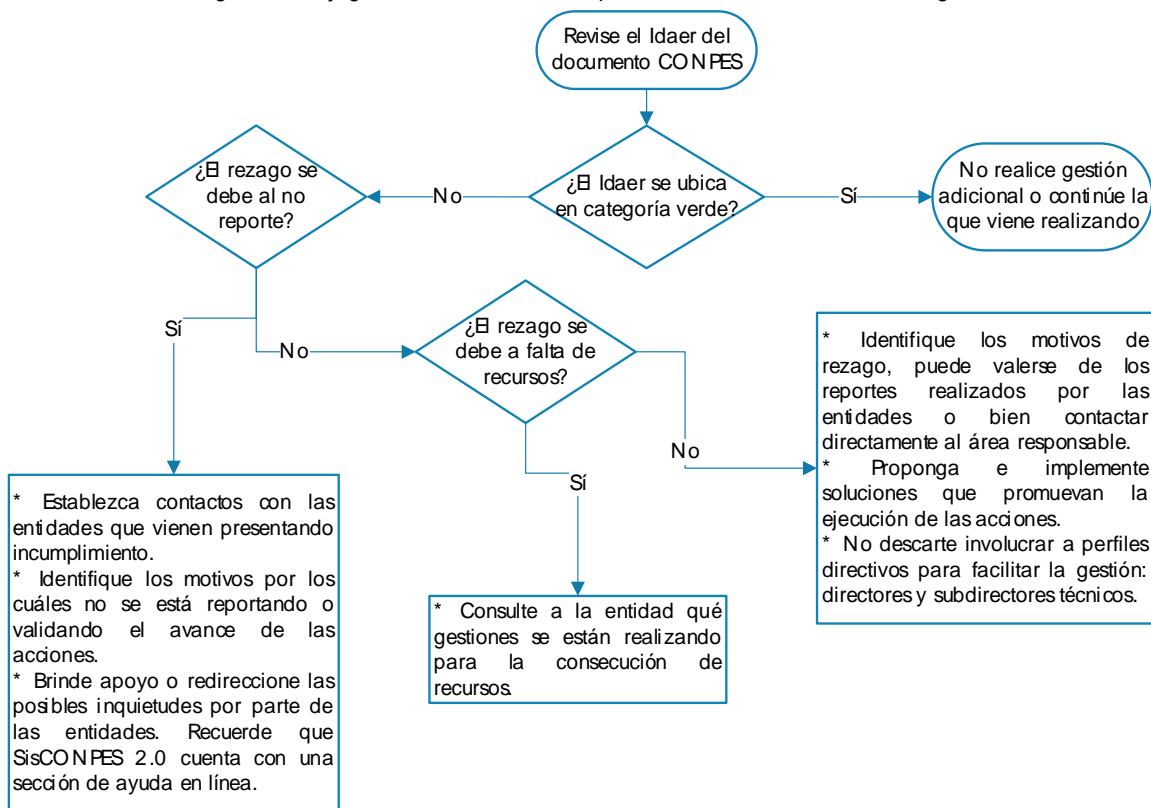 Revise el Idaer del
documento CONPES
¿El rezago se
debe al no
reporte?
No
¿El Idaer se ubica
en categoría verde?
Sí
No realice gestión
adicional o continúe la
que viene realizando
Sí
No
¿El rezago se
debe a falta de
recursos?
No
Sí
* Identifique los motivos de
rezago, puede valerse de los
reportes realizados por las
entidades o bien contactar
directamente al área responsable.
* Proponga e implemente
soluciones que promuevan la
ejecución de las acciones.
* No descarte involucrar a perfiles
directivos para facilitar la gestión:
directores y subdirectores técnicos.
* Establezca contactos con las
entidades que vienen presentando
incumplimiento.
* Identifique los motivos por los
cuáles no se está reportando o
validando el avance de las
acciones.
* Brinde apoyo o redireccione las
posibles inquietudes por parte de
las entidades. Recuerde que
SisCONPES 2.0 cuenta con una
sección de ayuda en línea.
* Consulte a la entidad qué
gestiones se están realizando
para la consecución de
recursos.